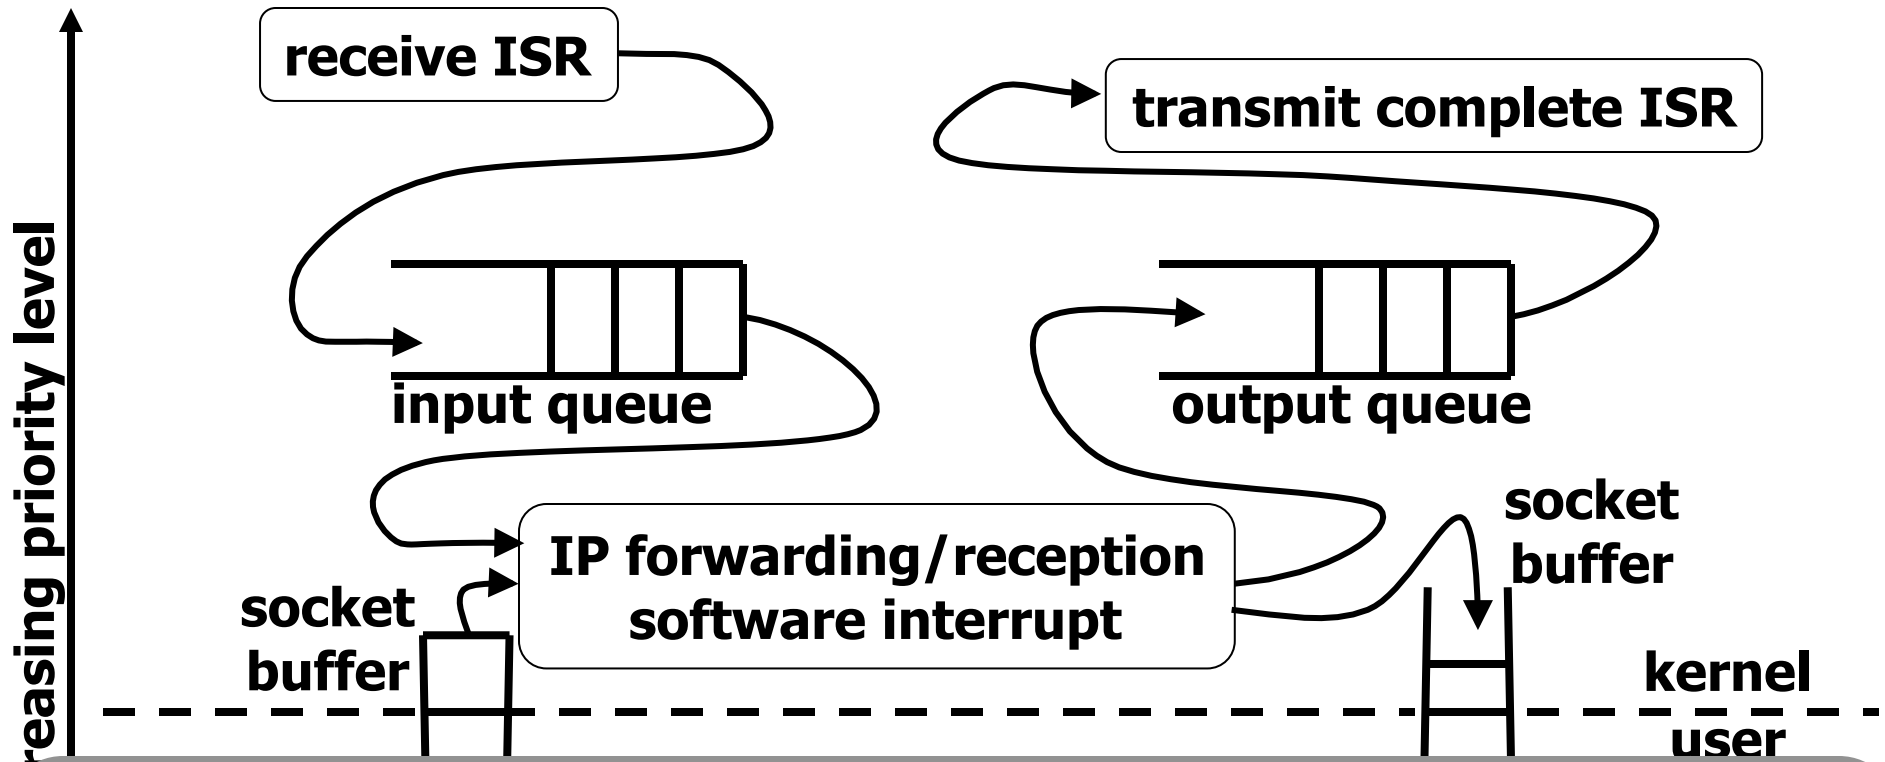 receive ISR
transmit complete ISR
reasing priority level
input queue
output queue
socket
buffer
IP forwarding/reception
software interrupt
socket
buffer
kernel
user